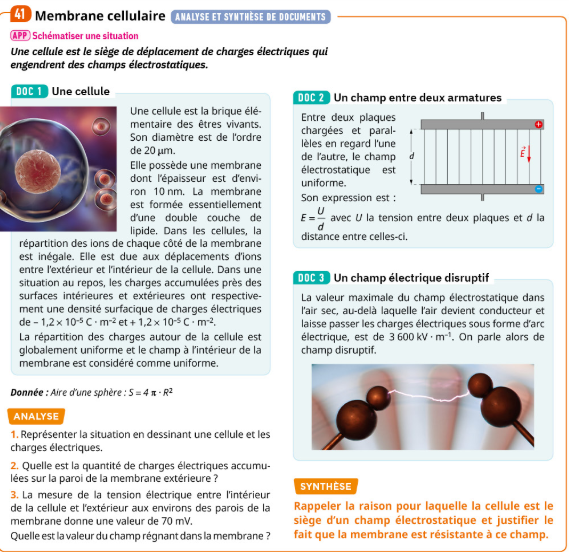 41 Membrane cellulaire ANALYSE ET SYNTHÈSE DE DOCUMENTS
APP Schématiser une situation
Une cellule est le siège de déplacement de charges électriques qui
engendrent des champs électrostatiques.
DOC 1 Une cellule
Une cellule est la brique élé-
mentaire des êtres vivants.
Son diamètre est de l'ordre
de 20 µm.
Elle possède une membrane
dont l'épaisseur est d'envi-
ron 10 nm. La membrane
est formée essentiellement
d'une double couche de
lipide. Dans les cellules, la
répartition des ions de chaque côté de la membrane
est inégale. Elle est due aux déplacements d'ions
entre l'extérieur et l'intérieur de la cellule. Dans une
situation au repos, les charges accumulées près des
surfaces intérieures et extérieures ont respective-
ment une densité surfacique de charges électriques
de – 1,2 × 10⁻⁵ C · m⁻² et + 1,2 × 10⁻⁵ C · m⁻².
La répartition des charges autour de la cellule est
globalement uniforme et le champ à l'intérieur de la
membrane est considéré comme uniforme.
Donnée : Aire d'une sphère : S = 4 π · R²
ANALYSE
1. Représenter la situation en dessinant une cellule et les
charges électriques.
2. Quelle est la quantité de charges électriques accumu-
lées sur la paroi de la membrane extérieure ?
3. La mesure de la tension électrique entre l'intérieur
de la cellule et l'extérieur aux environs des parois de la
membrane donne une valeur de 70 mV.
Quelle est la valeur du champ régnant dans la membrane ?
DOC 2 Un champ entre deux armatures
Entre deux plaques
chargées et paral-
lèles en regard l'une
de l'autre, le champ
électrostatique est
uniforme.
Son expression est :
E = U/d avec U la tension entre deux plaques et d la
distance entre celles-ci.
+
d
E⃗
–
DOC 3 Un champ électrique disruptif
La valeur maximale du champ électrostatique dans
l'air sec, au-delà laquelle l'air devient conducteur et
laisse passer les charges électriques sous forme d'arc
électrique, est de 3 600 kV · m⁻¹. On parle alors de
champ disruptif.
SYNTHÈSE
Rappeler la raison pour laquelle la cellule est le
siège d'un champ électrostatique et justifier le
fait que la membrane est résistante à ce champ.